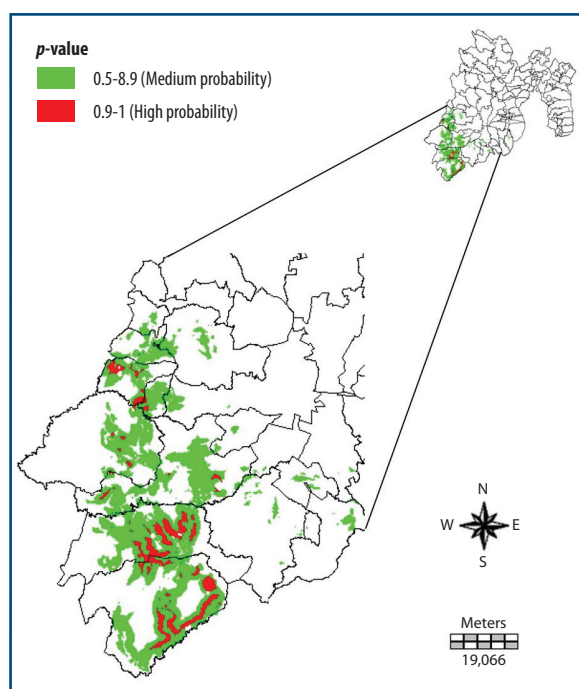 p-value
0.5-8.9 (Medium probability)
0.9-1 (High probability)
N
W E
S
Meters
19,066